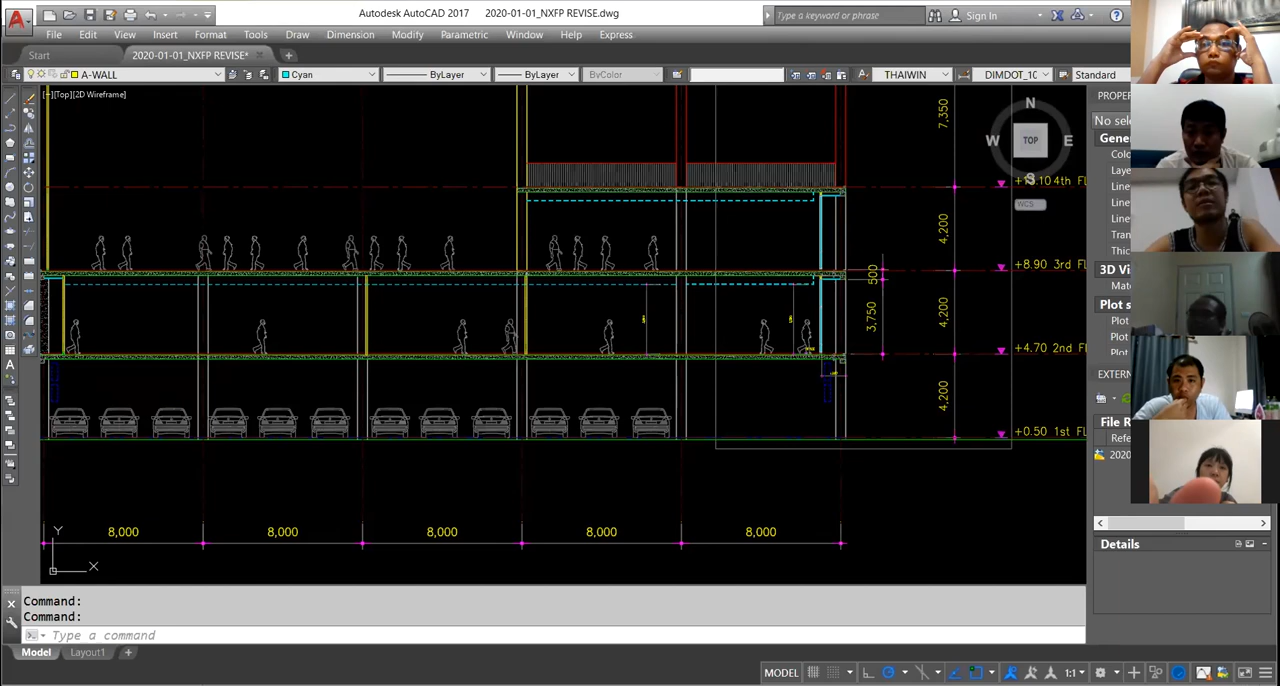 Autodesk AutoCAD 2017 2020-01-01_NXFP REVISE.dwg
Type a keyword or phrase
Sign In
File Edit View Insert Format Tools Draw Dimension Modify Parametric Window Help Express
Start 2020-01-01_NXFP REVISE*
A-WALL Cyan ByLayer ByLayer ByColor THAIWIN DIMDOT_10 Standard
[−][Top][2D Wireframe]
N
W TOP E
S
WCS
7,350
4th FL
4,200
+8.90 3rd FL
500
3,750
4,200
+4.70 2nd FL
4,200
+0.50 1st FL
8,000 8,000 8,000 8,000 8,000
Y
X
PROPER
No sele
Gener
Colo
Laye
Line
Line
Line
Tran
Thic
3D Vi
Mate
Plot s
Plot
Plot
Plot
EXTERN
File R
Refe
2020
Details
Command:
Command:
Type a command
Model Layout1
MODEL 1:1